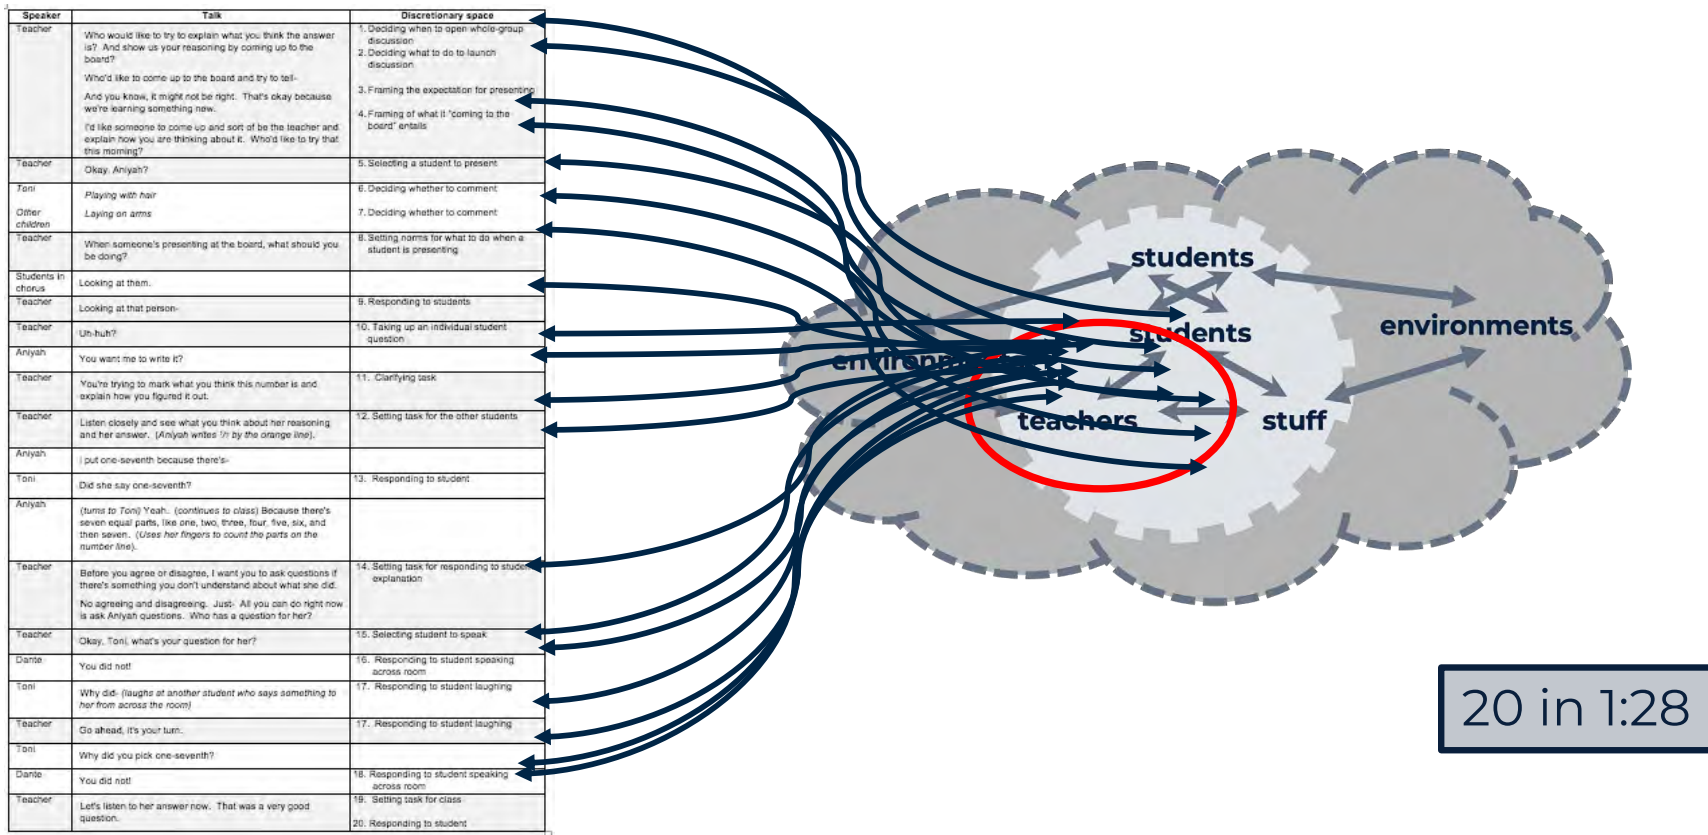 Speaker Talk Discretionary space
Teacher
Who would like to try to explain what you think the answer
is? And show us your reasoning by coming up to the
board?
Who'd like to come up to the board and try to tell-
And you know, it might not be right. That's okay because
we're learning something new.
I'd like someone to come up and sort of be the teacher and
explain how you are thinking about it. Who'd like to try that
this morning?
1. Deciding when to open whole-group
discussion
2. Deciding what to do to launch
discussion
3. Framing the expectation for presenting
4. Framing of what it "coming to the
board" entails
Teacher
Okay. Aniyah?
5. Selecting a student to present
Toni
Playing with hair
6. Deciding whether to comment
Other
children
Laying on arms
7. Deciding whether to comment
Teacher
When someone's presenting at the board, what should you
be doing?
8. Setting norms for what to do when a
student is presenting
Students in
chorus
Looking at them.
Teacher
Looking at that person-
9. Responding to students
Teacher
Uh-huh?
10. Taking up an individual student
question
Aniyah
You want me to write it?
Teacher
You're trying to mark what you think this number is and
explain how you figured it out.
11. Clarifying task
Teacher
Listen closely and see what you think about her reasoning
and her answer. (Aniyah writes 1/7 by the orange line).
12. Setting task for the other students
Aniyah
I put one-seventh because there's-
Toni
Did she say one-seventh?
13. Responding to student
Aniyah
(turns to Toni) Yeah. (continues to class) Because there's
seven equal parts, like one, two, three, four, five, six, and
then seven. (Uses her fingers to count the parts on the
number line).
Teacher
Before you agree or disagree, I want you to ask questions if
there's something you don't understand about what she did.
No agreeing and disagreeing. Just- All you can do right now
is ask Aniyah questions. Who has a question for her?
14. Setting task for responding to student
explanation
Teacher
Okay, Toni, what's your question for her?
15. Selecting student to speak
Dante
You did not!
16. Responding to student speaking
across room
Toni
Why did- (laughs at another student who says something to
her from across the room)
17. Responding to student laughing
Teacher
Go ahead, it's your turn.
17. Responding to student laughing
Toni
Why did you pick one-seventh?
Dante
You did not!
18. Responding to student speaking
across room
Teacher
Let's listen to her answer now. That was a very good
question.
19. Setting task for class
20. Responding to student
students
students
environments
teachers
stuff
environments
20 in 1:28